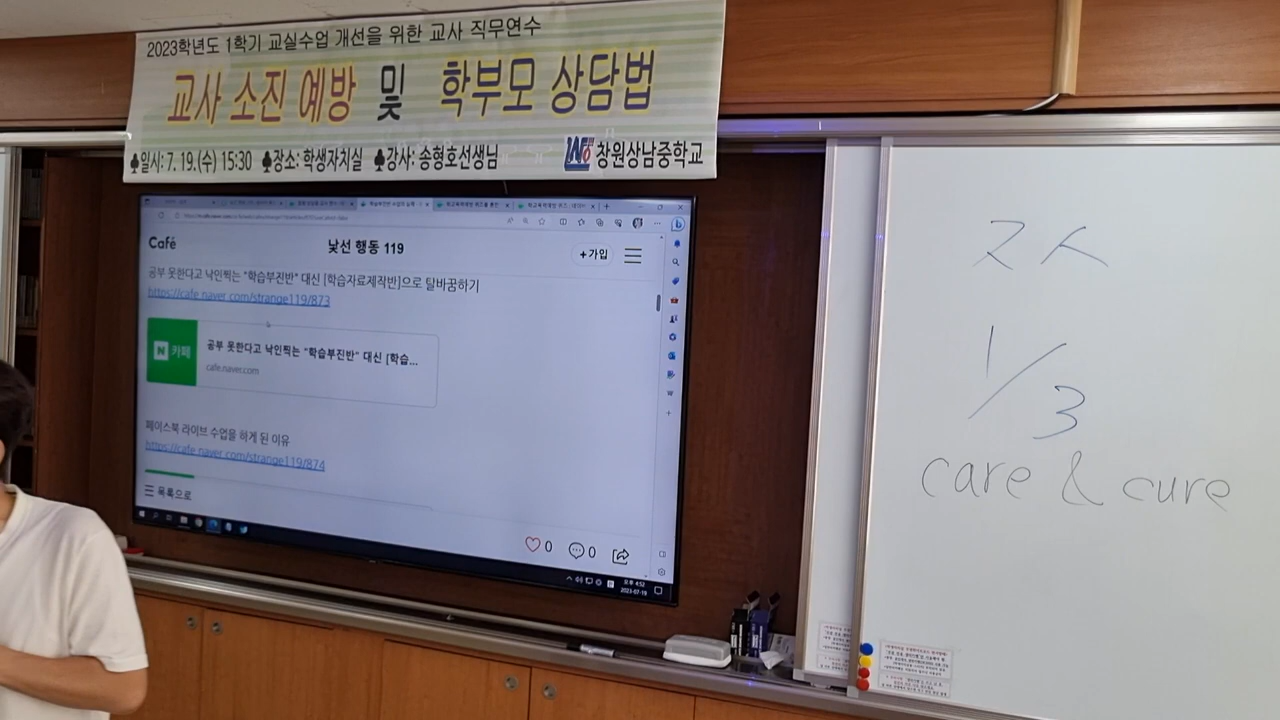 2023학년도 1학기 교실수업 개선을 위한 교사 직무연수
교사 소진 예방 및 학부모 상담법
♣일시: 7. 19.(수) 15:30 ♣장소: 학생자치실 ♣강사: 송형호선생님
창원상남중학교
Café
낯선 행동 119
+가입
공부 못한다고 낙인찍는 "학습부진반" 대신 [학습자료제작반]으로 탈바꿈하기
https://cafe.naver.com/strange119/873
N 카페
공부 못한다고 낙인찍는 "학습부진반" 대신 [학습...
cafe.naver.com
페이스북 라이브 수업을 하게 된 이유
https://cafe.naver.com/strange119/874
목록으로
0
0
오후 4:52
2023-07-19
ㄹㅅ
1/3
care & cure